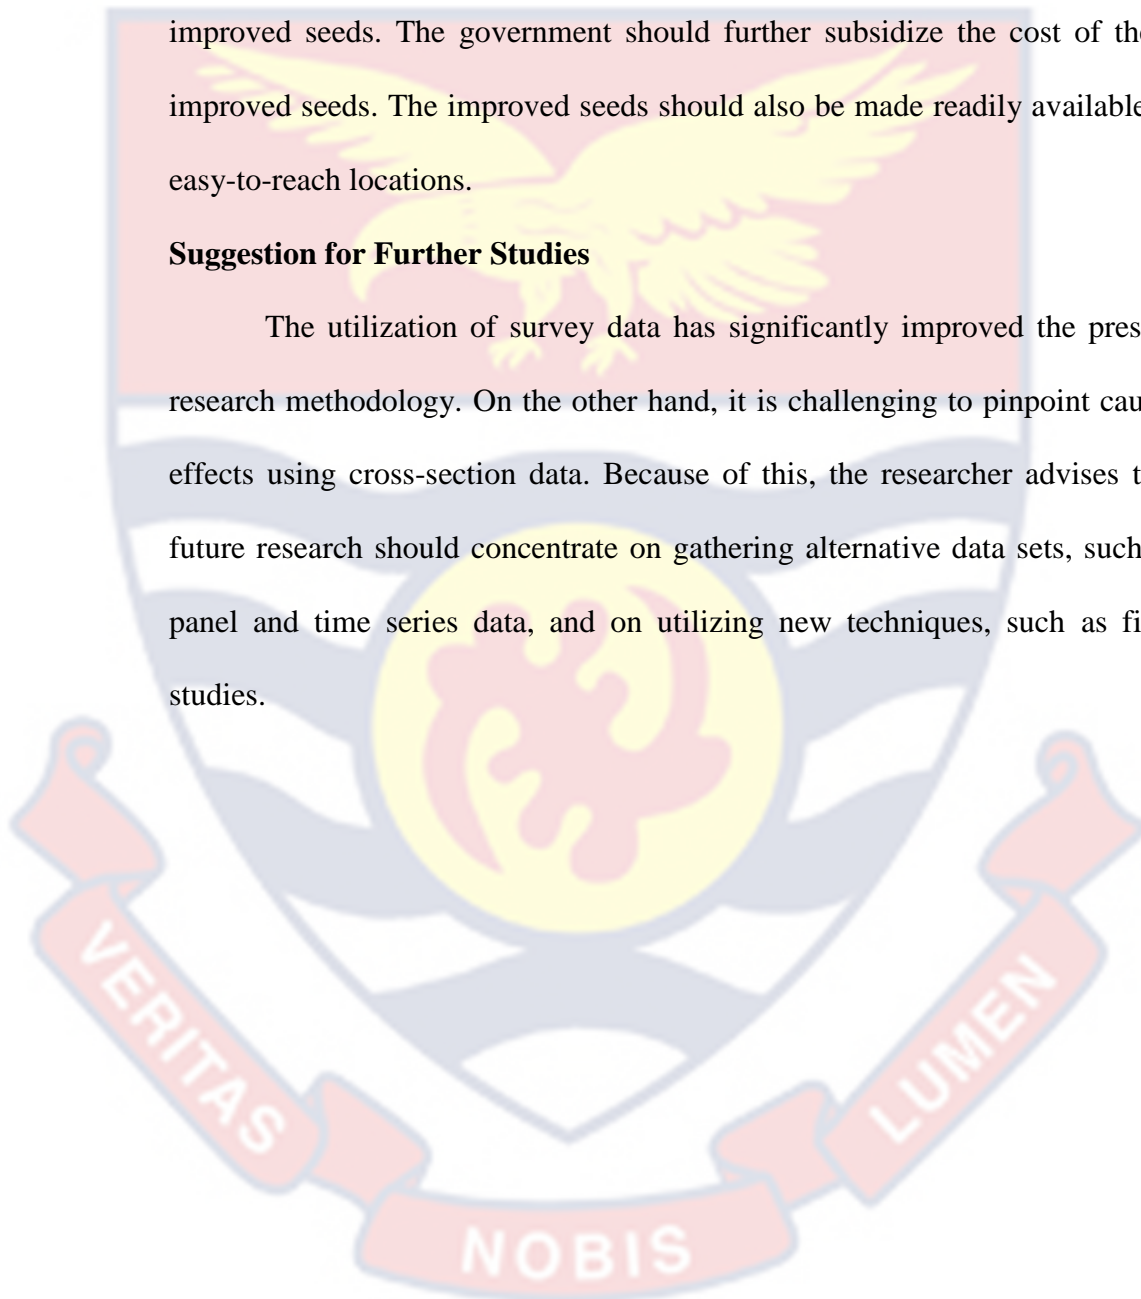 improved seeds. The government should further subsidize the cost of the
improved seeds. The improved seeds should also be made readily available
easy-to-reach locations.
Suggestion for Further Studies
The utilization of survey data has significantly improved the pres
research methodology. On the other hand, it is challenging to pinpoint cau
effects using cross-section data. Because of this, the researcher advises t
future research should concentrate on gathering alternative data sets, such
panel and time series data, and on utilizing new techniques, such as fi
studies.
VERITAS
NOBIS
LUMEN